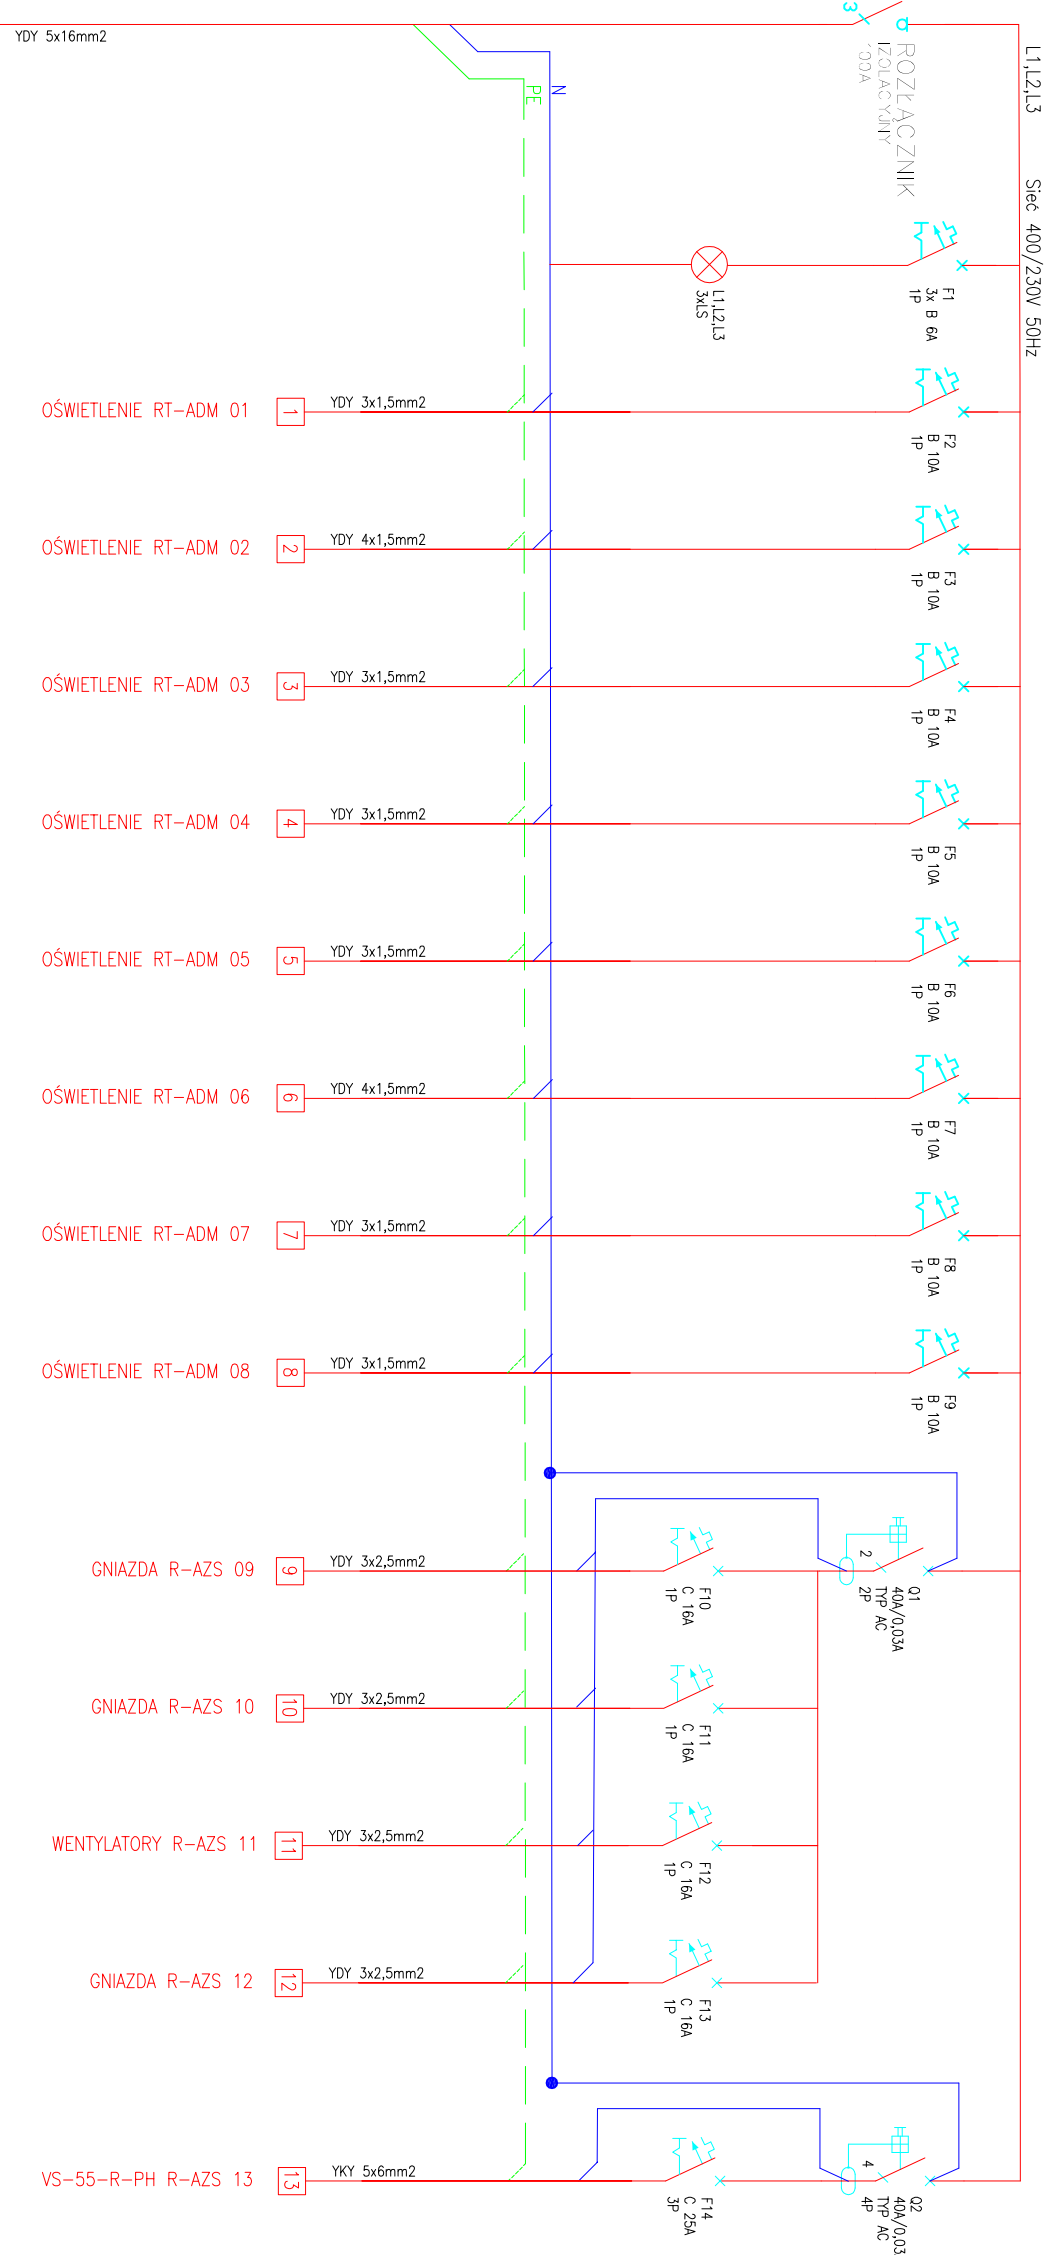 L1,L2,L3
Sieć 400/230V 50Hz
3
ROZŁĄCZNIK
IZOLACYJNY
100A
YDY 5x16mm2
N
PE
F1
3x B 6A
1P
L1,L2,L3
3xLS
OŚWIETLENIE RT-ADM 01
1
YDY 3x1,5mm2
F2
B 10A
1P
OŚWIETLENIE RT-ADM 02
2
YDY 4x1,5mm2
F3
B 10A
1P
OŚWIETLENIE RT-ADM 03
3
YDY 3x1,5mm2
F4
B 10A
1P
OŚWIETLENIE RT-ADM 04
4
YDY 3x1,5mm2
F5
B 10A
1P
OŚWIETLENIE RT-ADM 05
5
YDY 3x1,5mm2
F6
B 10A
1P
OŚWIETLENIE RT-ADM 06
6
YDY 4x1,5mm2
F7
B 10A
1P
OŚWIETLENIE RT-ADM 07
7
YDY 3x1,5mm2
F8
B 10A
1P
OŚWIETLENIE RT-ADM 08
8
YDY 3x1,5mm2
F9
B 10A
1P
2
Q1
40A/0,03A
TYP AC
2P
GNIAZDA R-AZS 09
9
YDY 3x2,5mm2
F10
C 16A
1P
GNIAZDA R-AZS 10
10
YDY 3x2,5mm2
F11
C 16A
1P
WENTYLATORY R-AZS 11
11
YDY 3x2,5mm2
F12
C 16A
1P
GNIAZDA R-AZS 12
12
YDY 3x2,5mm2
F13
C 16A
1P
4
Q2
40A/0,03
TYP AC
4P
VS-55-R-PH R-AZS 13
13
YKY 5x6mm2
F14
C 25A
3P